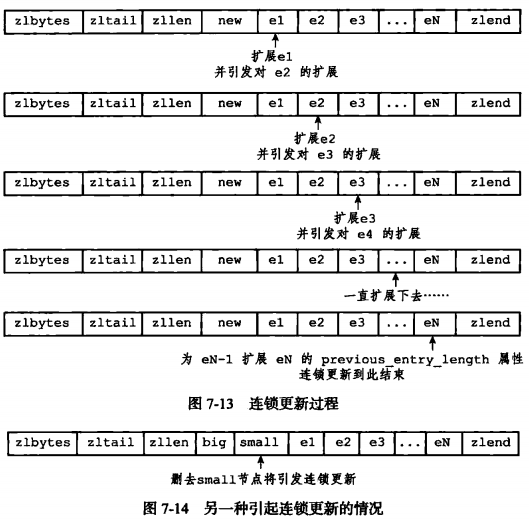 zlbytes zltail zllen new e1 e2 e3 ... eN zlend
扩展e1
并引发对 e2 的扩展
zlbytes zltail zllen new e1 e2 e3 ... eN zlend
扩展e2
并引发对 e3 的扩展
zlbytes zltail zllen new e1 e2 e3 ... eN zlend
扩展e3
并引发对 e4 的扩展
zlbytes zltail zllen new e1 e2 e3 ... eN zlend
一直扩展下去……
zlbytes zltail zllen new e1 e2 e3 ... eN zlend
为 eN-1 扩展 eN 的 previous_entry_length 属性
连锁更新到此结束
图 7-13 连锁更新过程
zlbytes zltail zllen big small e1 e2 e3 ... eN zlend
删去small节点将引发连锁更新
图 7-14 另一种引起连锁更新的情况